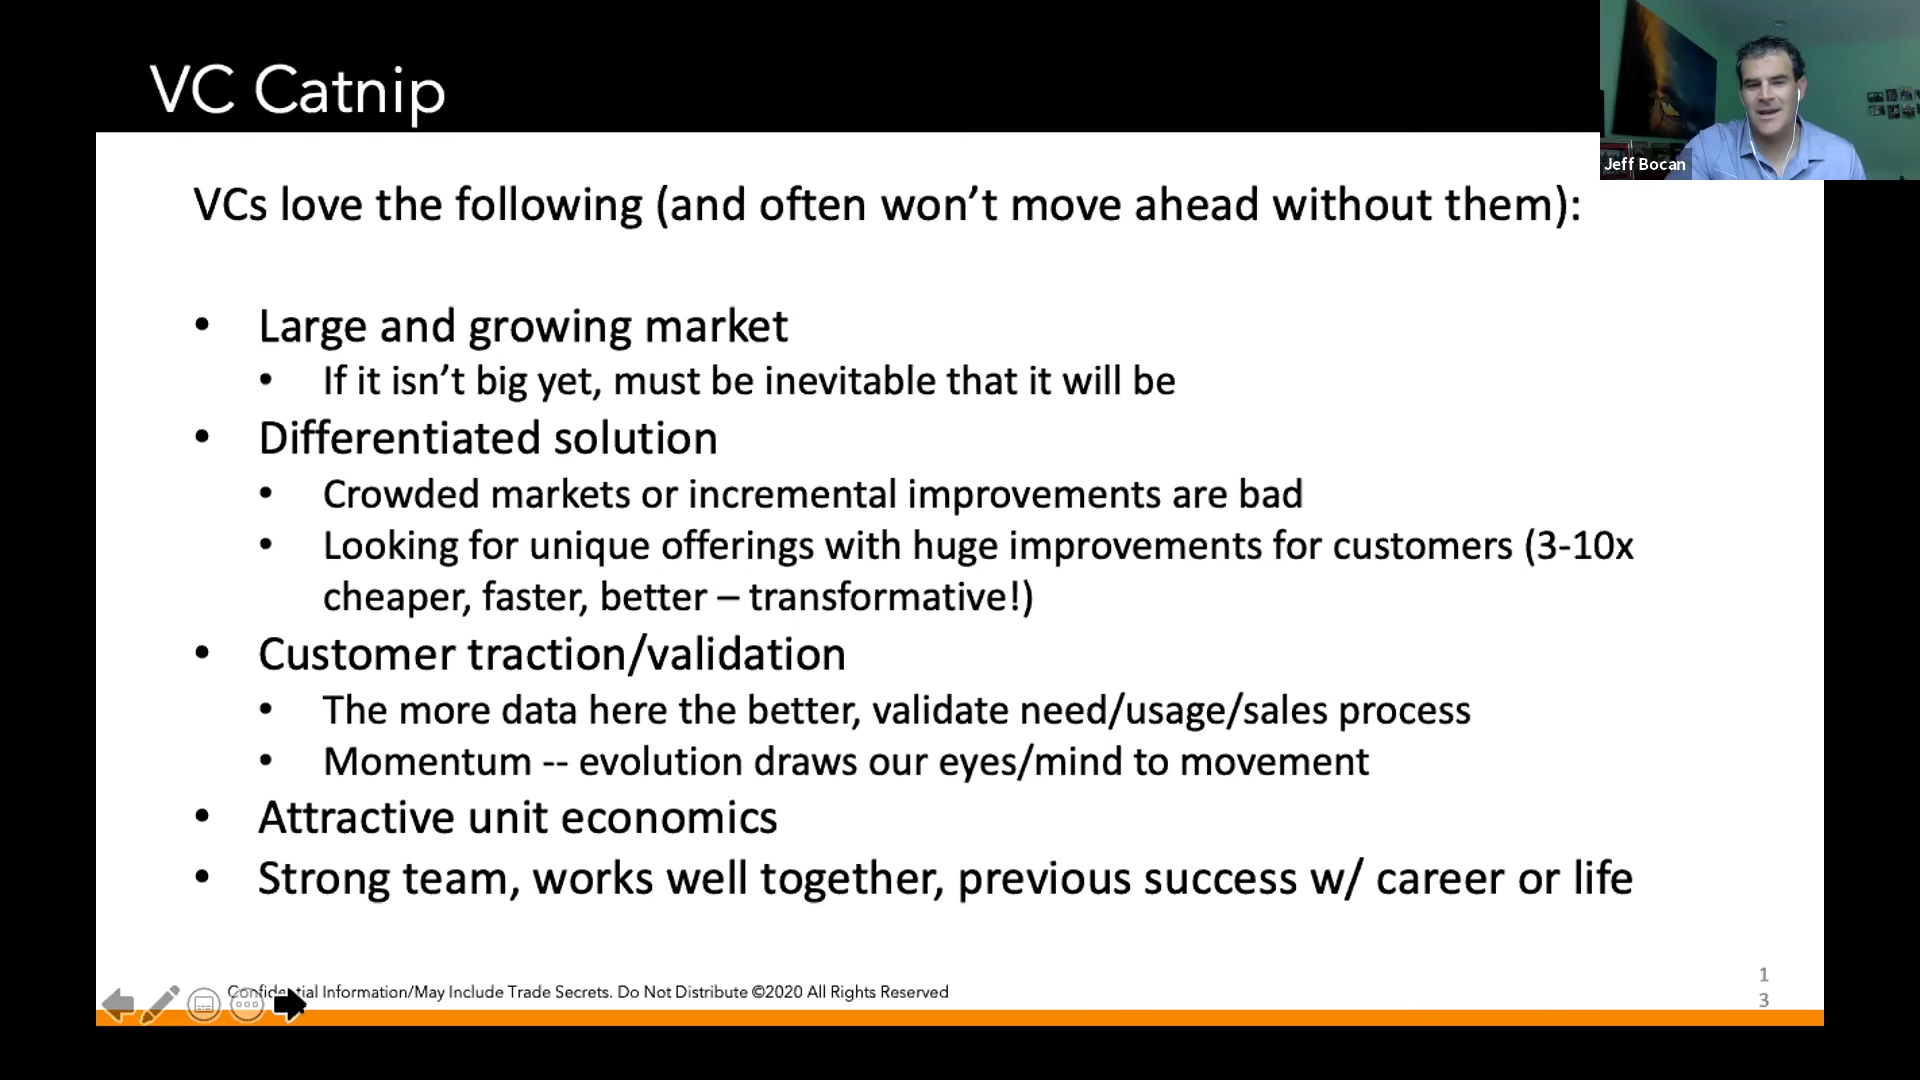 VC Catnip
Jeff Bocan
VCs love the following (and often won’t move ahead without them):
• Large and growing market
• If it isn’t big yet, must be inevitable that it will be
• Differentiated solution
• Crowded markets or incremental improvements are bad
• Looking for unique offerings with huge improvements for customers (3-10x
cheaper, faster, better – transformative!)
• Customer traction/validation
• The more data here the better, validate need/usage/sales process
• Momentum -- evolution draws our eyes/mind to movement
• Attractive unit economics
• Strong team, works well together, previous success w/ career or life
Confidential Information/May Include Trade Secrets. Do Not Distribute ©2020 All Rights Reserved
1
3